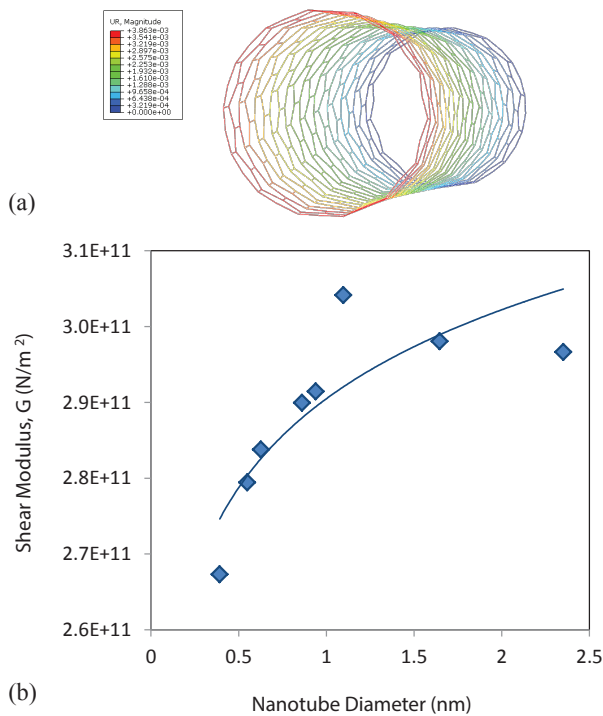 UR, Magnitude
+3.863e-03
+3.541e-03
+3.219e-03
+2.897e-03
+2.575e-03
+2.253e-03
+1.932e-03
+1.610e-03
+1.288e-03
+9.658e-04
+6.438e-04
+3.219e-04
+0.000e+00
(a)
3.1E+11
3.0E+11
2.9E+11
2.8E+11
2.7E+11
2.6E+11
Shear Modulus, G (N/m²)
0 0.5 1 1.5 2 2.5
(b)
Nanotube Diameter (nm)